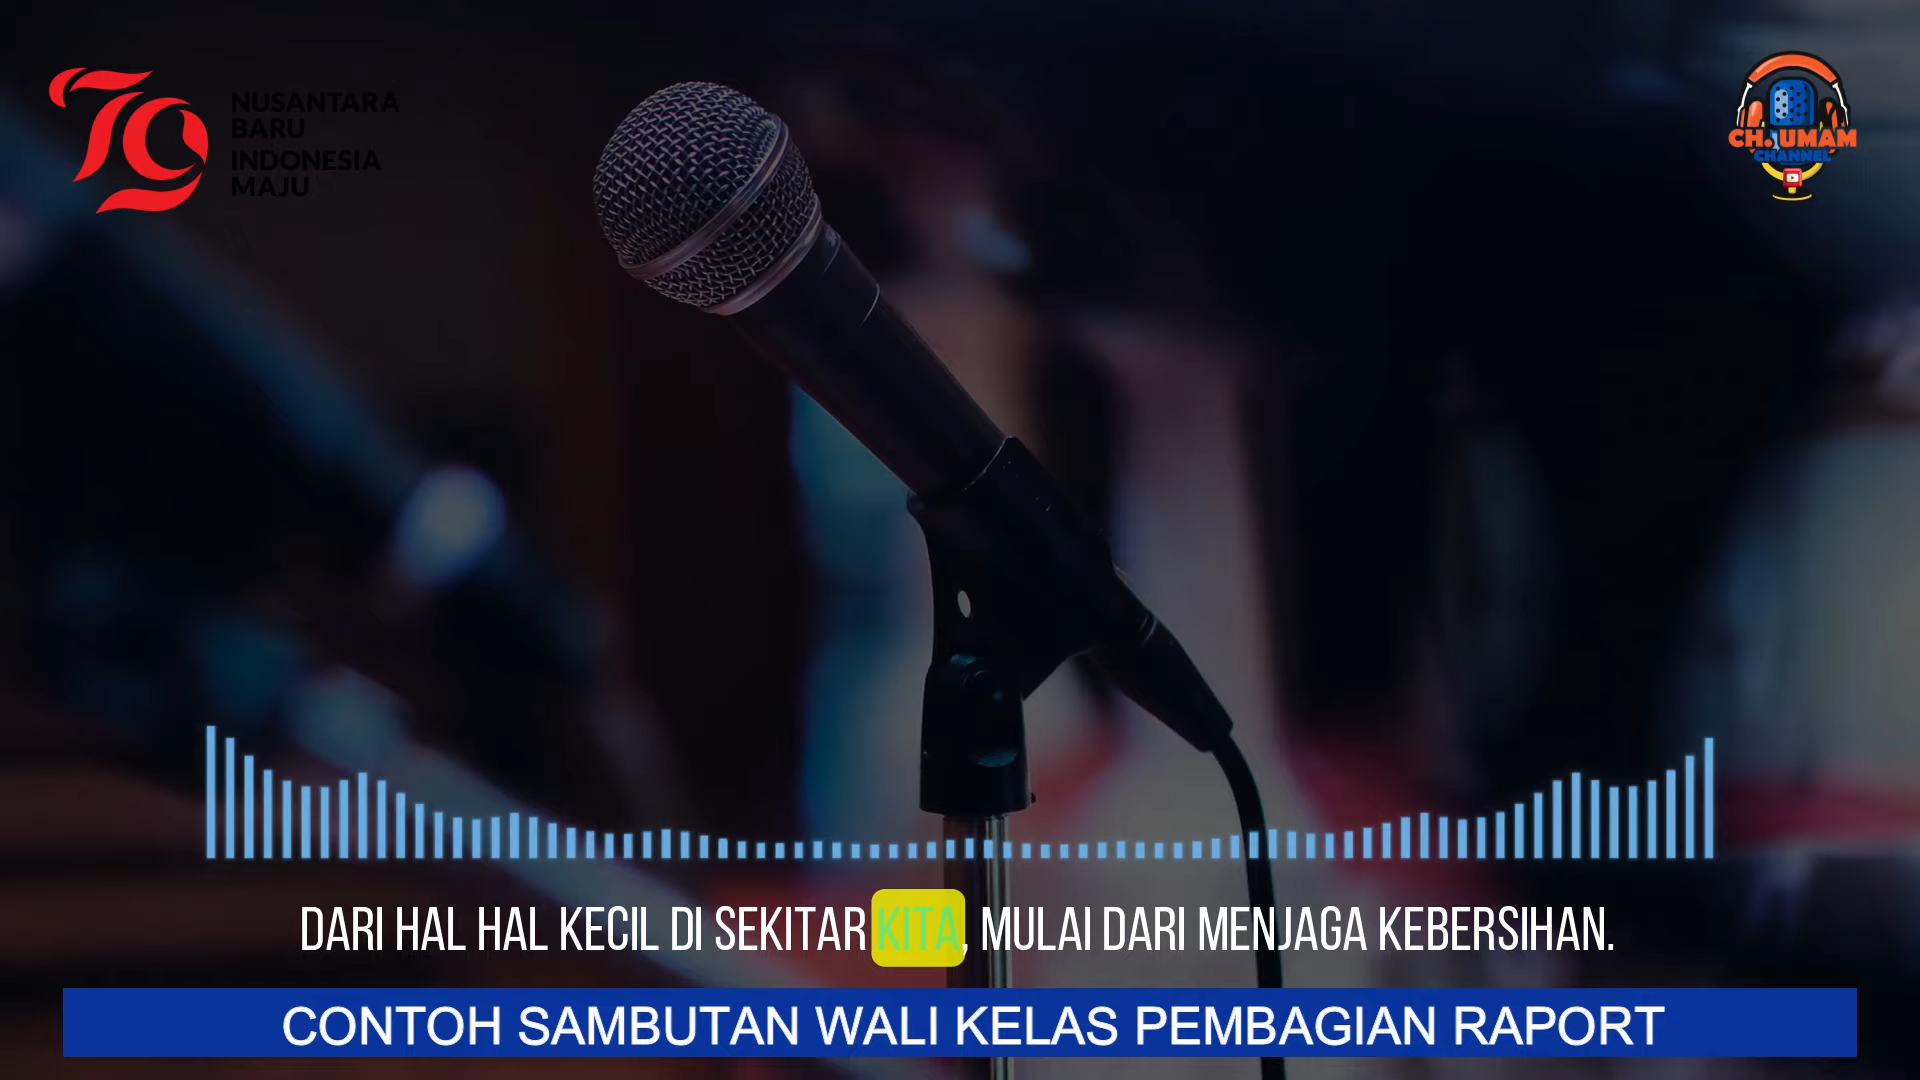 79
NUSANTARA
BARU
INDONESIA
MAJU
CH. UMAM
CHANNEL
DARI HAL HAL KECIL DI SEKITAR KITA, MULAI DARI MENJAGA KEBERSIHAN.
CONTOH SAMBUTAN WALI KELAS PEMBAGIAN RAPORT